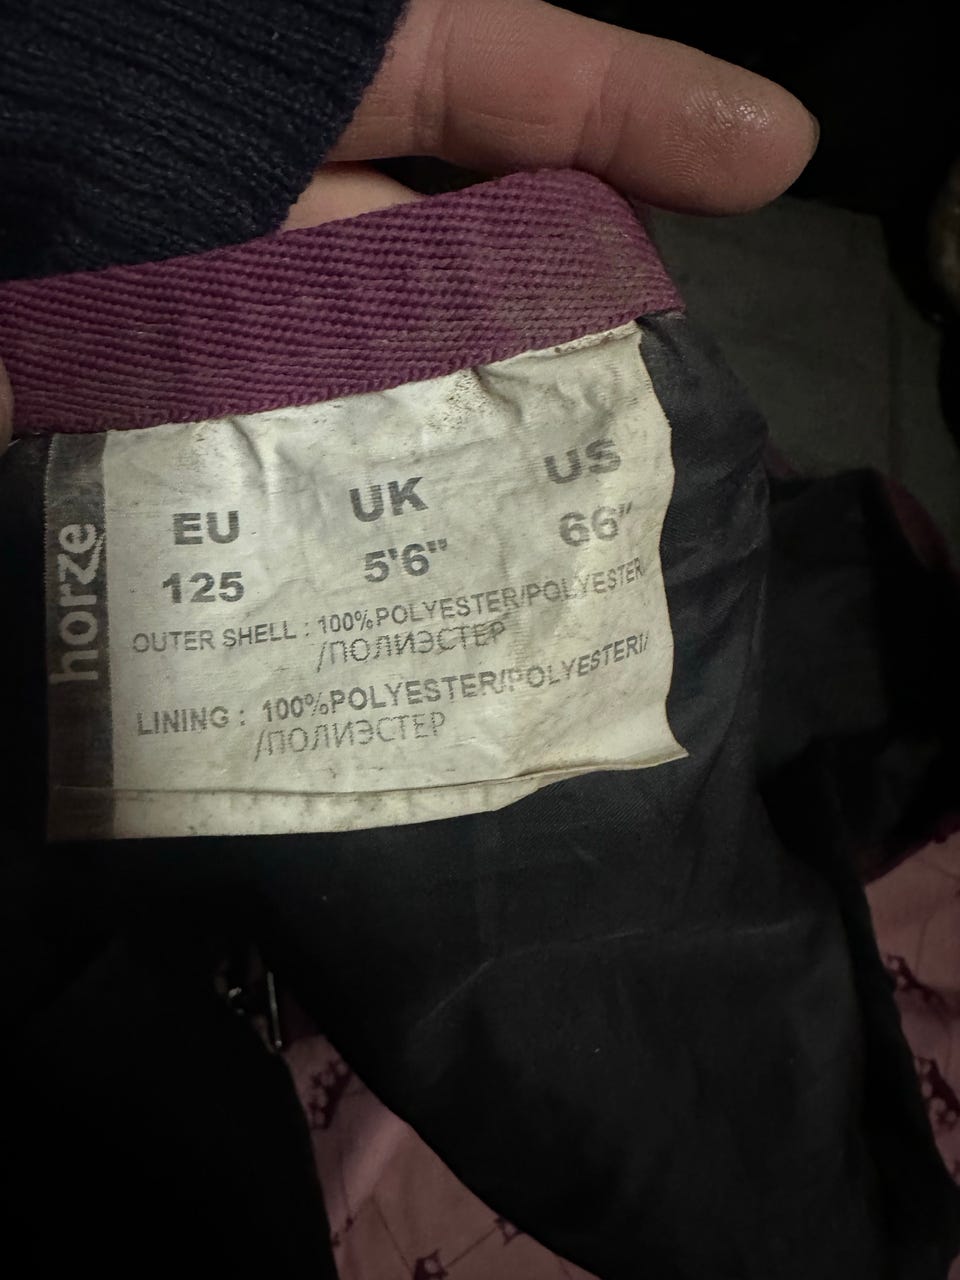 horze
EU UK US
125 5'6" 66"
OUTER SHELL : 100%POLYESTER/POLYESTER
/ПОЛИЭСТЕР
LINING : 100%POLYESTER/POLYESTERI/
/ПОЛИЭСТЕР